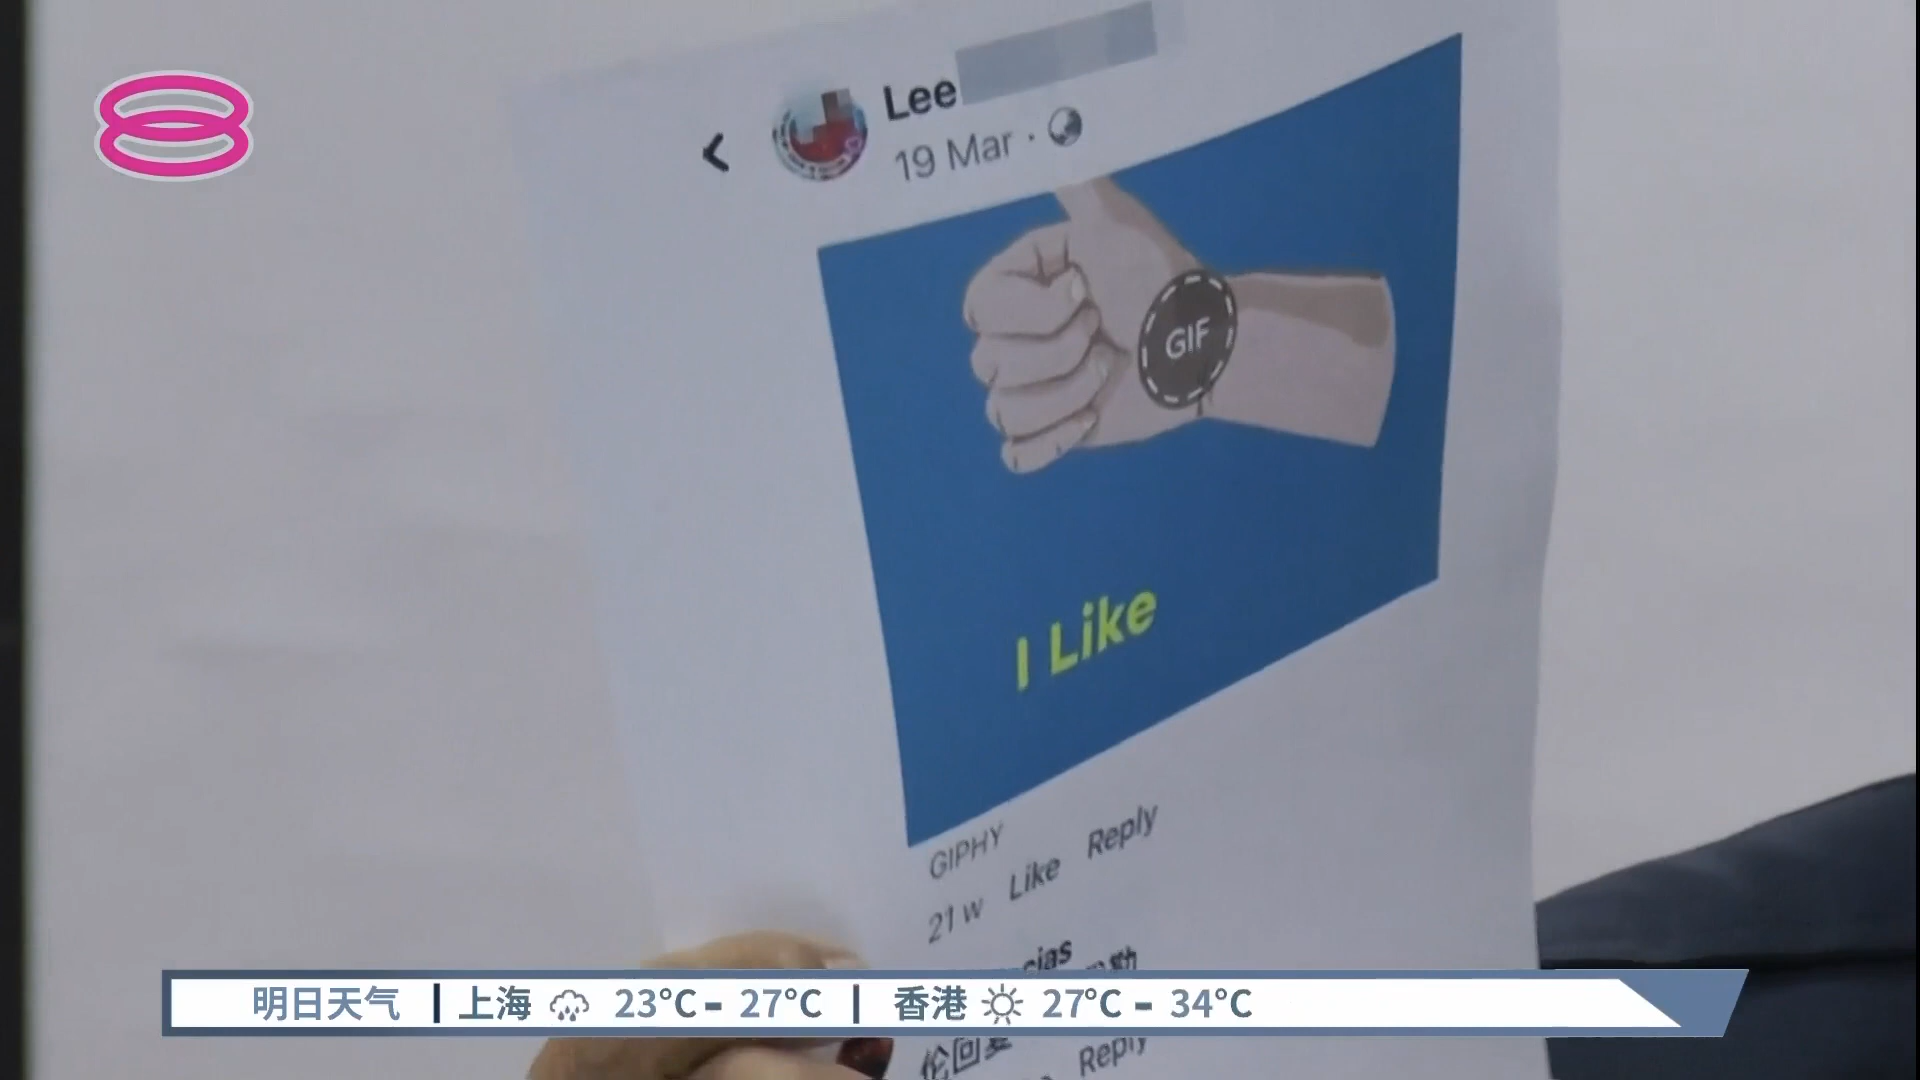 Lee
19 Mar ·
GIF
I Like
GIPHY
21 w Like Reply
明日天气 | 上海 23°C - 27°C | 香港 27°C - 34°C
Reply